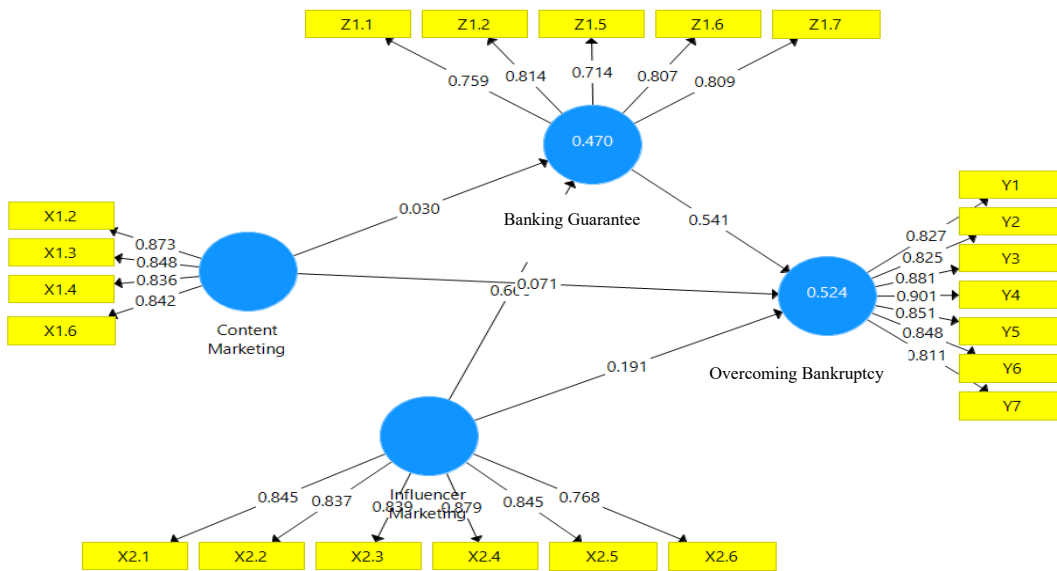 Z1.1 Z1.2 Z1.5 Z1.6 Z1.7
0.759 0.814 0.714 0.807 0.809
0.470
Banking Guarantee
0.030
0.541
X1.2
X1.3
X1.4
X1.6
0.873
0.848
0.836
0.842
Content
Marketing
0.071
0.191
0.524
Overcoming Bankruptcy
Y1
Y2
Y3
Y4
Y5
Y6
Y7
0.827
0.825
0.881
0.901
0.851
0.848
0.811
Influencer
Marketing
0.845 0.837 0.839 0.879 0.845 0.768
X2.1 X2.2 X2.3 X2.4 X2.5 X2.6